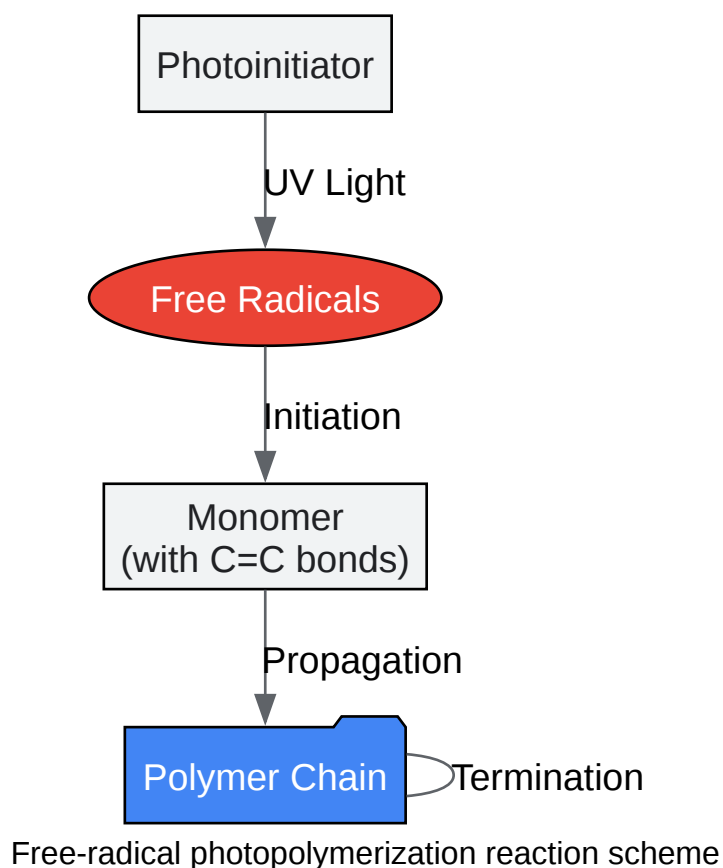 Photoinitiator
UV Light
Free Radicals
Initiation
Monomer
(with C=C bonds)
Propagation
Polymer Chain
Termination
Free-radical photopolymerization reaction scheme